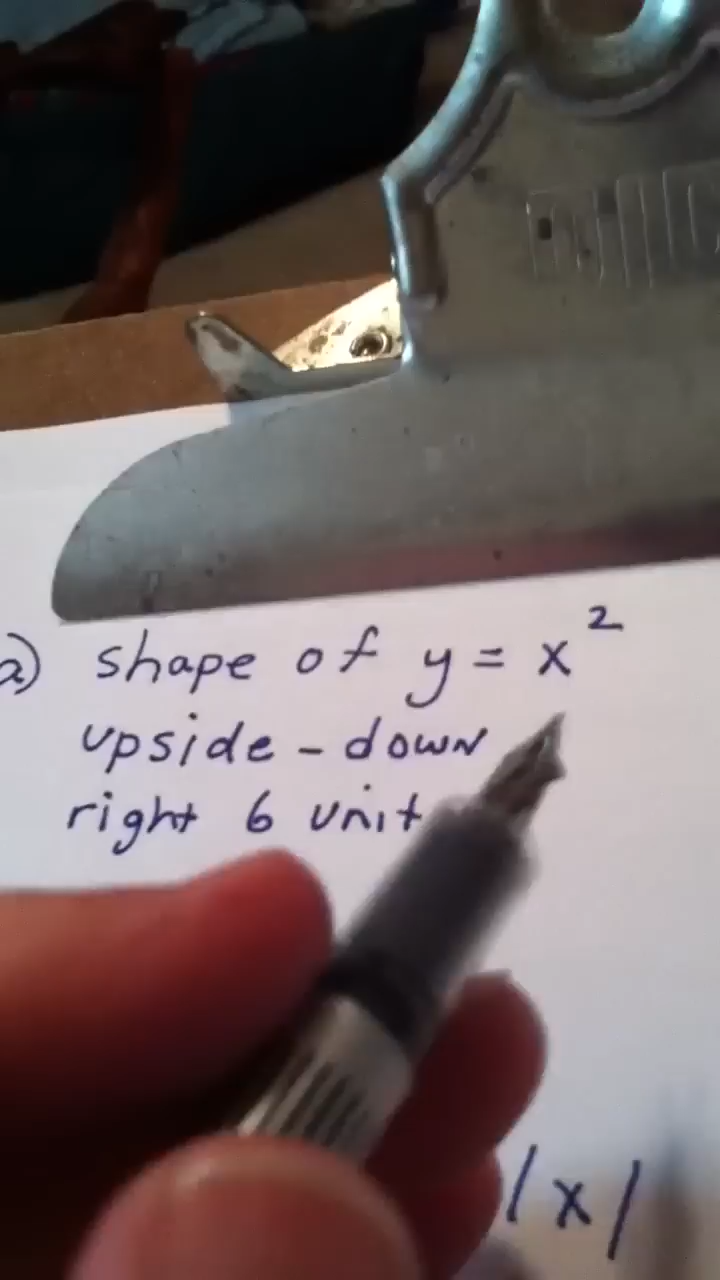 a) shape of y = x²
upside-down
right 6 unit
|x|